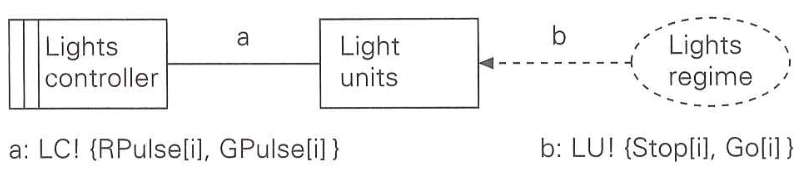 Lights
controller
a
Light
units
b
Lights
regime
a: LC! {RPulse[i], GPulse[i]}
b: LU! {Stop[i], Go[i]}